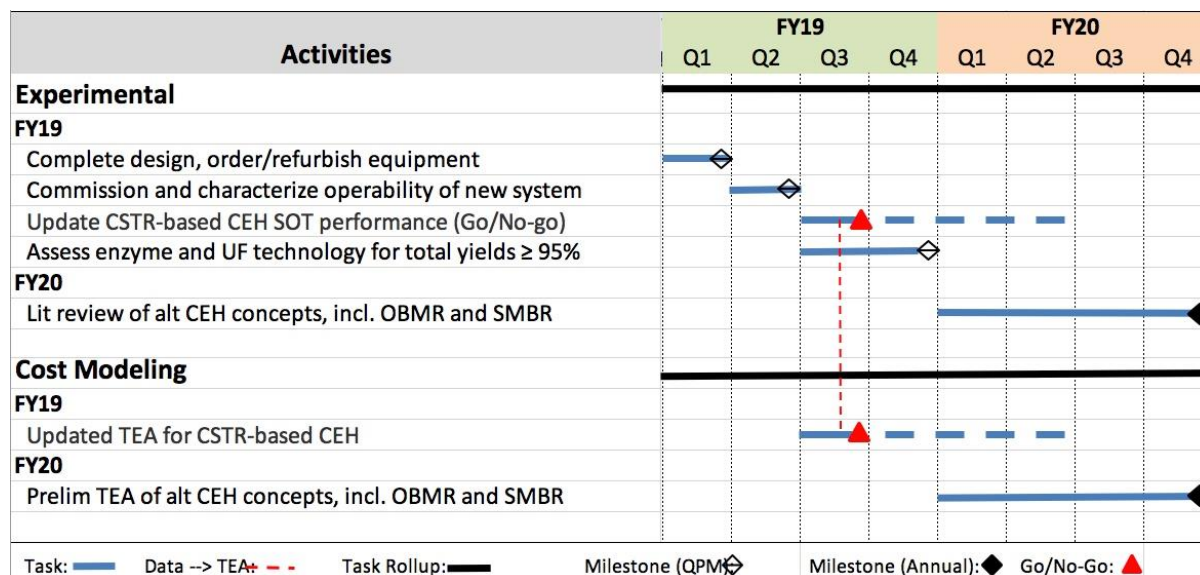 Activities
FY19 FY20
Q1 Q2 Q3 Q4 Q1 Q2 Q3 Q4
Experimental
FY19
Complete design, order/refurbish equipment
Commission and characterize operability of new system
Update CSTR-based CEH SOT performance (Go/No-go)
Assess enzyme and UF technology for total yields ≥ 95%
FY20
Lit review of alt CEH concepts, incl. OBMR and SMBR
Cost Modeling
FY19
Updated TEA for CSTR-based CEH
FY20
Prelim TEA of alt CEH concepts, incl. OBMR and SMBR
Task: Data --> TEA: Task Rollup: Milestone (QPM) Milestone (Annual): Go/No-Go: